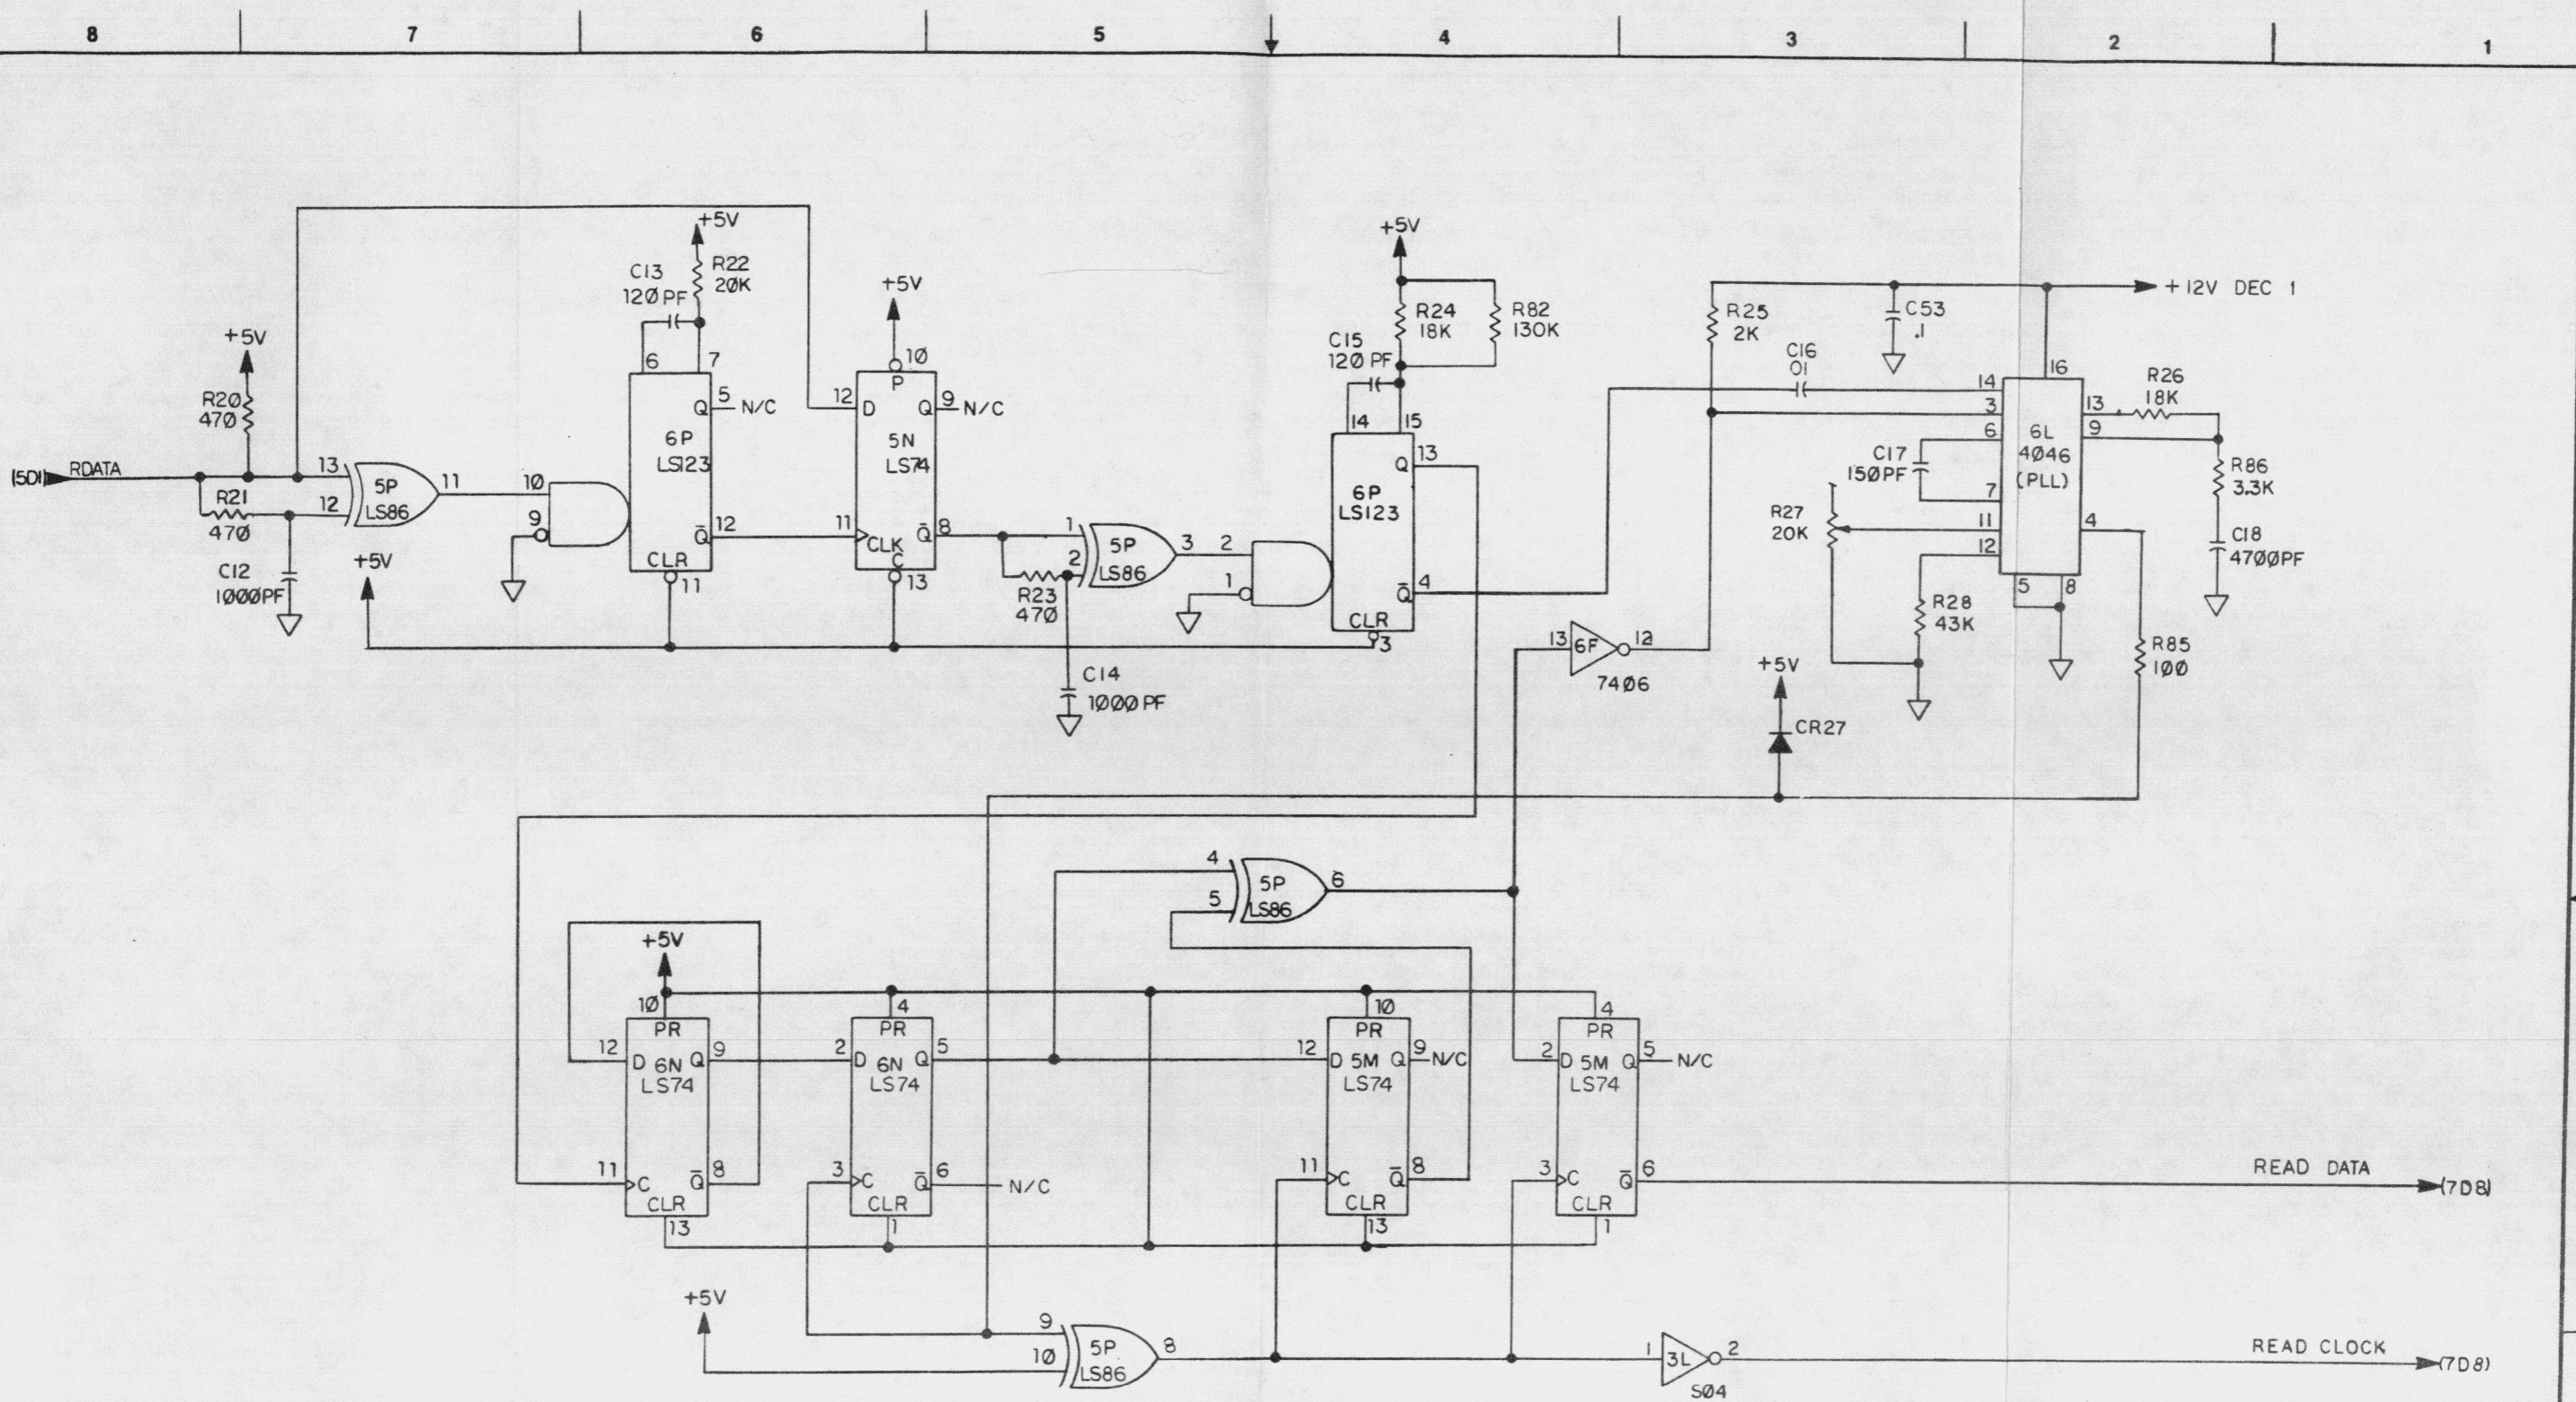 8 7 6 5 4 3 2 1
+5V
C13
120PF
R22
20K
6 7
+5V
R20
470
(5D1) RDATA
R21
470
C12
1000PF
13
12
5P
LS86
11
+5V
10
9
Q 5 N/C
6P
LS123
Q̄ 12
CLR
11
+5V
10
P
12 D Q 9 N/C
5N
LS74
11 CLK Q̄ 8
C
13
R23
470
C14
1000PF
1
2
5P
LS86
3
2
1
+5V
R24
18K
R82
130K
C15
120PF
14 15
Q 13
6P
LS123
Q̄ 4
CLR
3
R25
2K
C53
.1
+12V DEC 1
C16
01
14
3
6
7
11
12
16
6L
4046
(PLL)
13
9
4
5 8
C17
150PF
R27
20K
R28
43K
R26
18K
R86
3.3K
C18
4700PF
R85
100
13 6F 12
7406
+5V
CR27
4
5
5P
LS86
6
+5V
10
PR
12 D 6N Q 9
LS74
11 C Q̄ 8
CLR
13
4
PR
2 D 6N Q 5
LS74
3 C Q̄ 6 N/C
CLR
1
10
PR
12 D 5M Q 9 N/C
LS74
11 C Q̄ 8
CLR
13
4
PR
2 D 5M Q 5 N/C
LS74
3 C Q̄ 6
CLR
1
READ DATA (7D8)
+5V
9
10
5P
LS86
8
1 3L 2
S04
READ CLOCK (7D8)